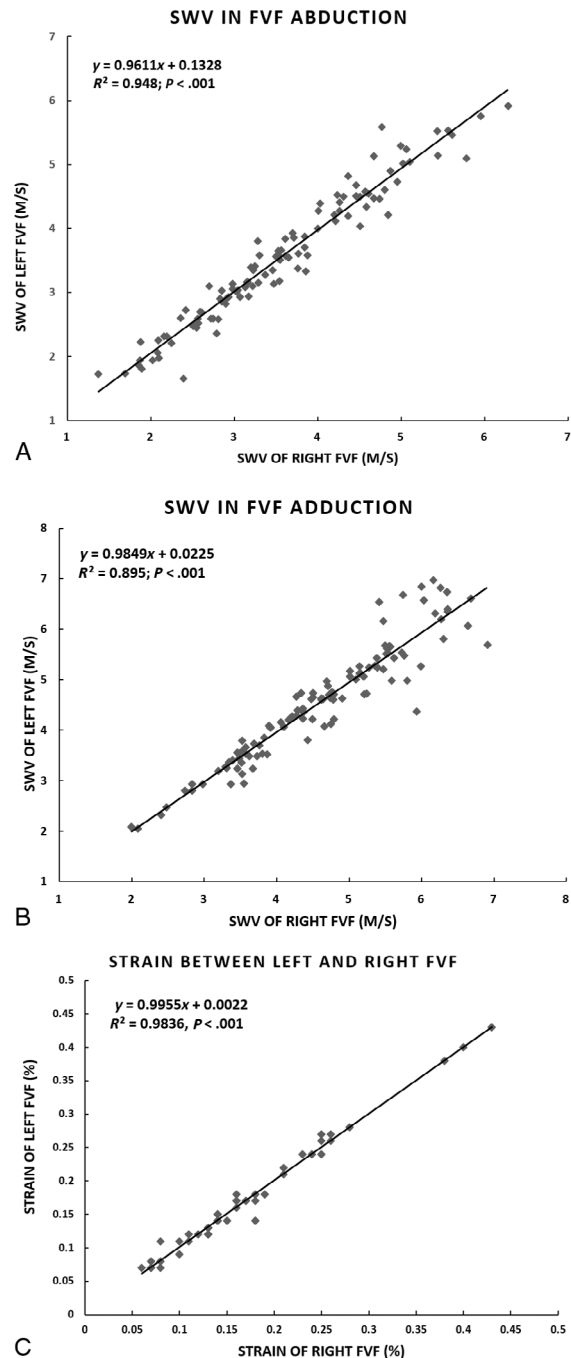 SWV IN FVF ABDUCTION
7
y = 0.9611x + 0.1328
R² = 0.948; P < .001
6
5
4
3
2
1
SWV OF LEFT FVF (M/S)
1 2 3 4 5 6 7
SWV OF RIGHT FVF (M/S)
A
SWV IN FVF ADDUCTION
8
y = 0.9849x + 0.0225
R² = 0.895; P < .001
7
6
5
4
3
2
1
SWV OF LEFT FVF (M/S)
1 2 3 4 5 6 7 8
SWV OF RIGHT FVF (M/S)
B
STRAIN BETWEEN LEFT AND RIGHT FVF
0.5
y = 0.9955x + 0.0022
R² = 0.9836, P < .001
0.45
0.4
0.35
0.3
0.25
0.2
0.15
0.1
0.05
0
STRAIN OF LEFT FVF (%)
0 0.05 0.1 0.15 0.2 0.25 0.3 0.35 0.4 0.45 0.5
STRAIN OF RIGHT FVF (%)
C